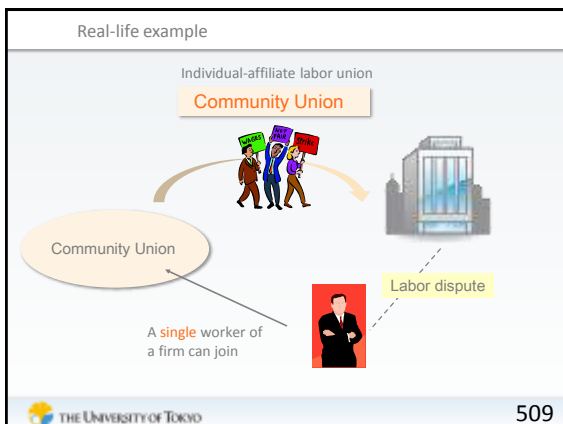 Real-life example
Individual-affiliate labor union
Community Union
WAGES
Community Union
Labor dispute
A single worker of
a firm can join
THE UNIVERSITY OF TOKYO
509